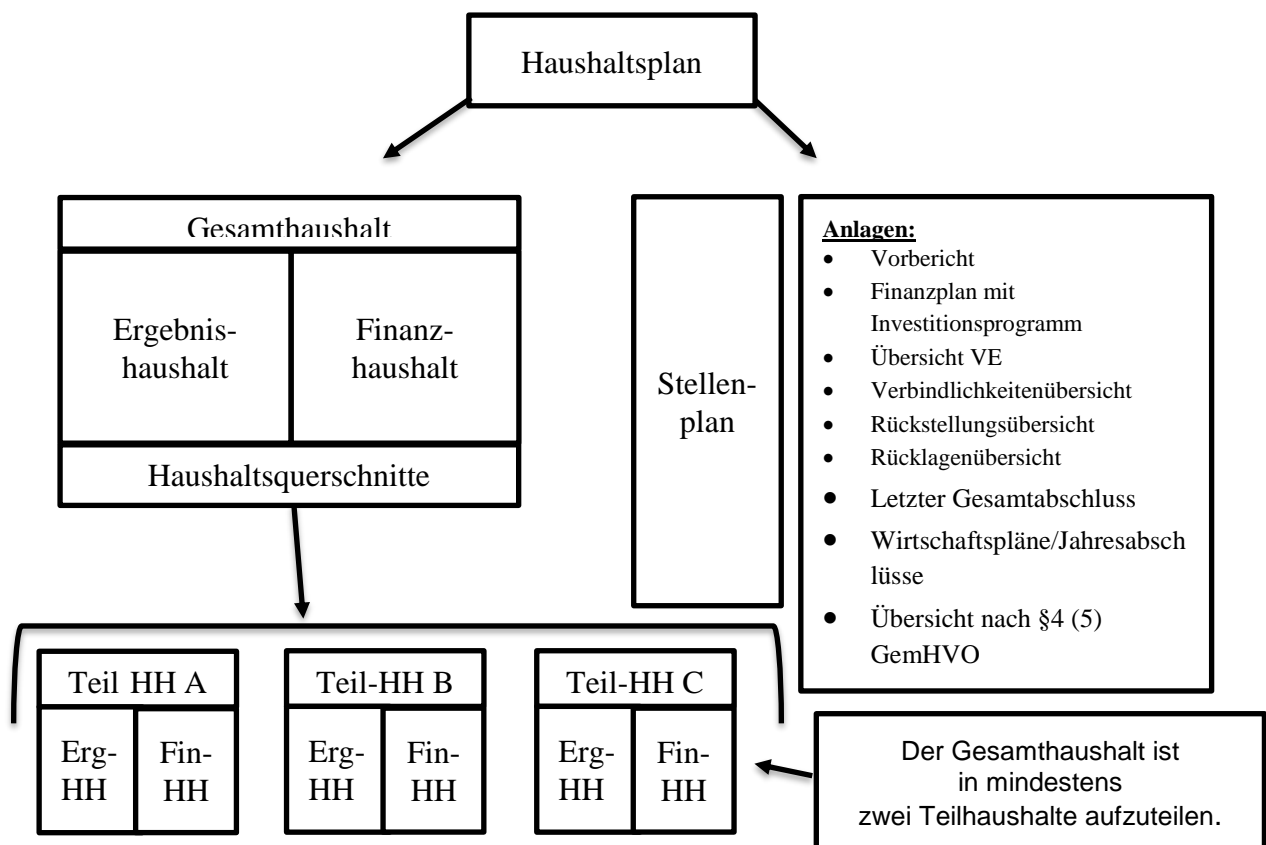 Haushaltsplan
Gesamthaushalt
Ergebnis-
haushalt
Finanz-
haushalt
Haushaltsquerschnitte
Stellen-
plan
Anlagen:
• Vorbericht
• Finanzplan mit
Investitionsprogramm
• Übersicht VE
• Verbindlichkeitenübersicht
• Rückstellungsübersicht
• Rücklagenübersicht
• Letzter Gesamtabschluss
• Wirtschaftspläne/Jahresabsch
lüsse
• Übersicht nach §4 (5)
GemHVO
Teil HH A
Erg-
HH
Fin-
HH
Teil-HH B
Erg-
HH
Fin-
HH
Teil-HH C
Erg-
HH
Fin-
HH
Der Gesamthaushalt ist
in mindestens
zwei Teilhaushalte aufzuteilen.